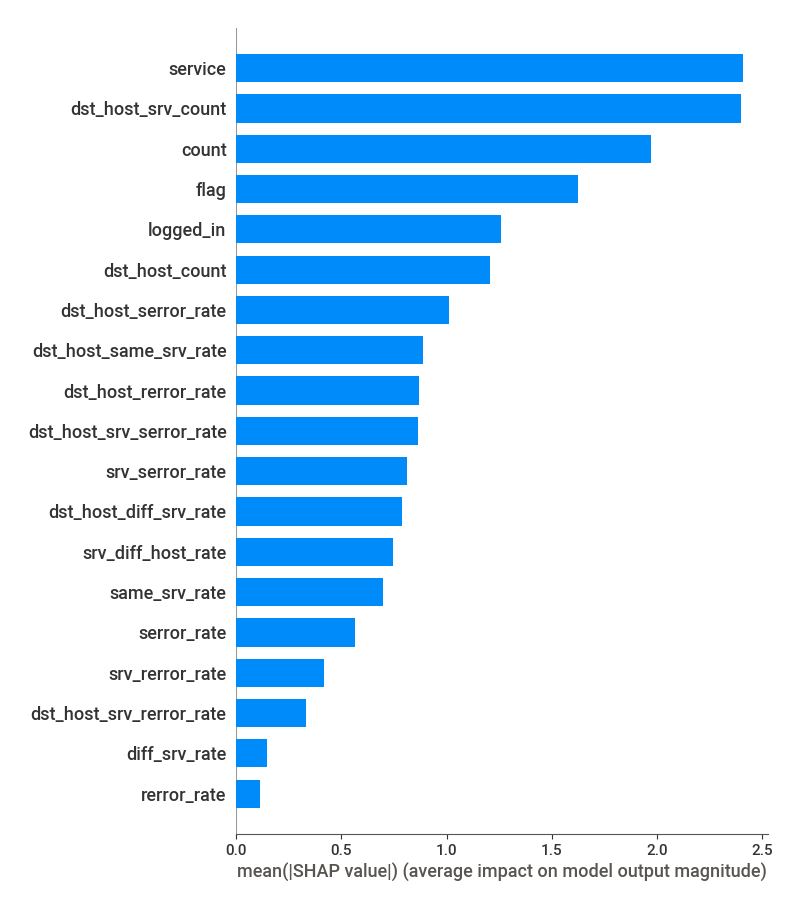 service
dst_host_srv_count
count
flag
logged_in
dst_host_count
dst_host_serror_rate
dst_host_same_srv_rate
dst_host_rerror_rate
dst_host_srv_serror_rate
srv_serror_rate
dst_host_diff_srv_rate
srv_diff_host_rate
same_srv_rate
serror_rate
srv_rerror_rate
dst_host_srv_rerror_rate
diff_srv_rate
rerror_rate
0.0 0.5 1.0 1.5 2.0 2.5
mean(|SHAP value|) (average impact on model output magnitude)